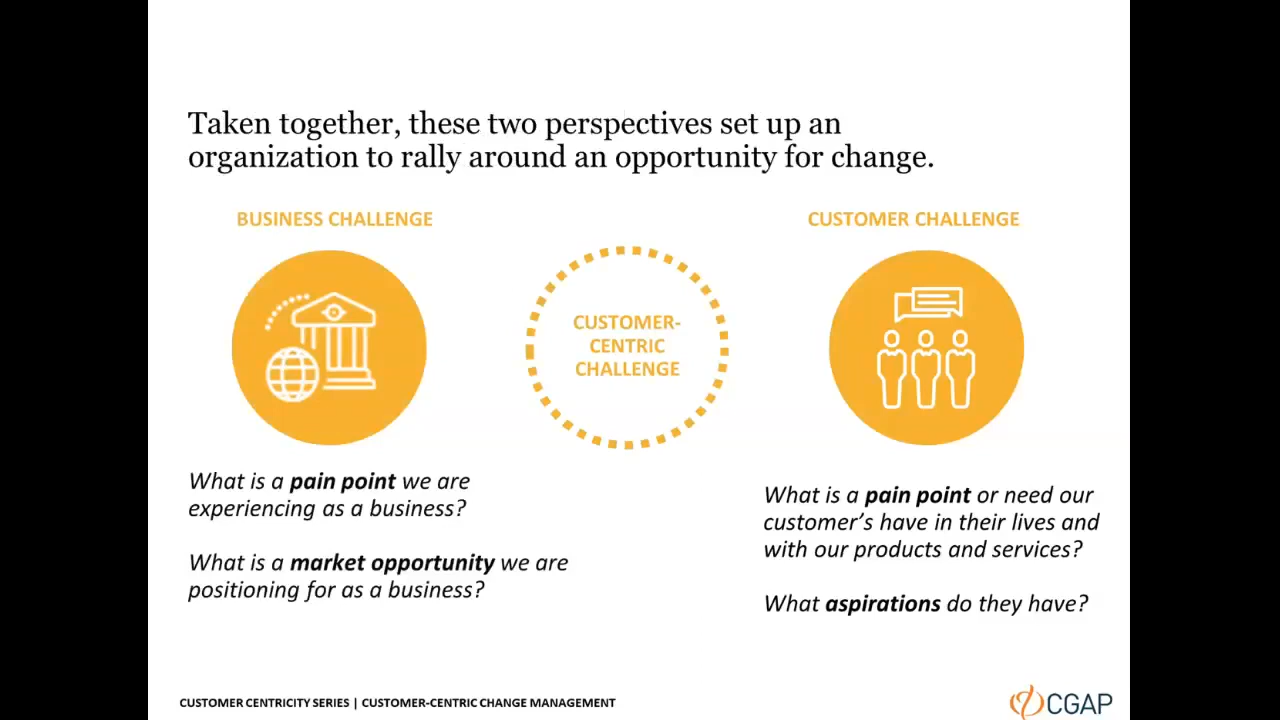 Taken together, these two perspectives set up an
organization to rally around an opportunity for change.
BUSINESS CHALLENGE
CUSTOMER-
CENTRIC
CHALLENGE
CUSTOMER CHALLENGE
What is a pain point we are
experiencing as a business?
What is a market opportunity we are
positioning for as a business?
What is a pain point or need our
customer's have in their lives and
with our products and services?
What aspirations do they have?
CUSTOMER CENTRICITY SERIES | CUSTOMER-CENTRIC CHANGE MANAGEMENT
CGAP